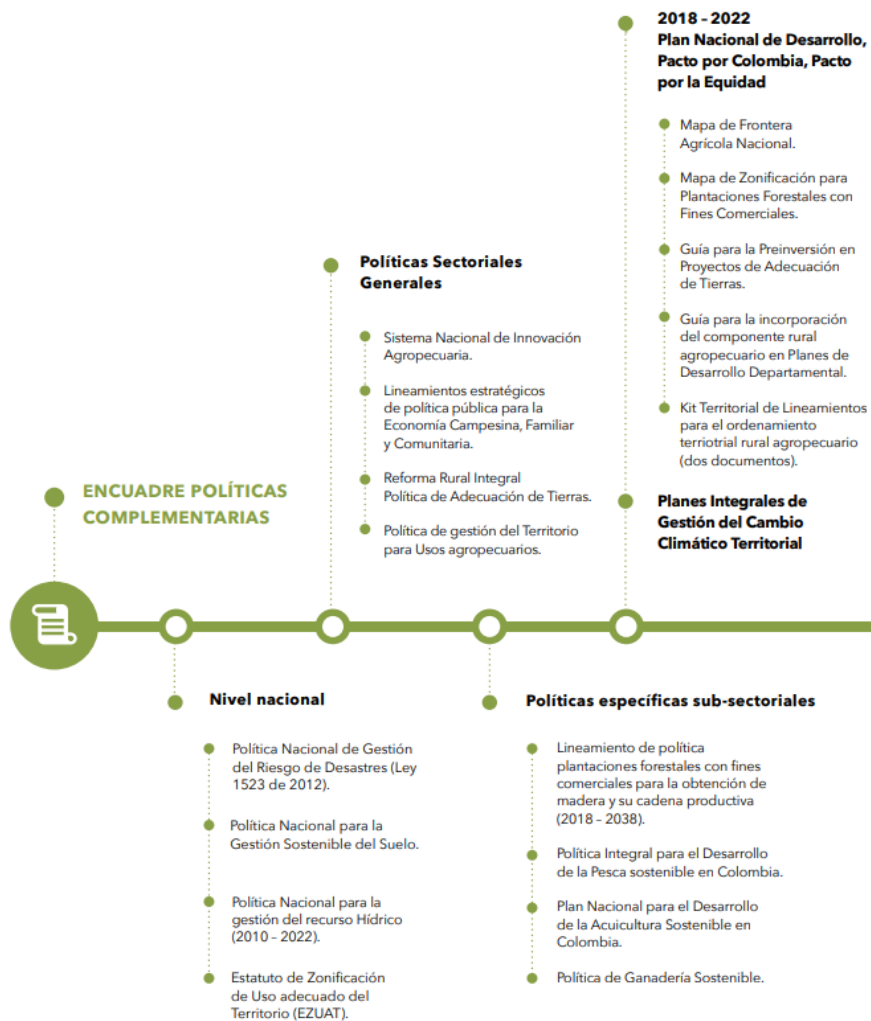 ENCUADRE POLÍTICAS
COMPLEMENTARIAS
Nivel nacional
Política Nacional de Gestión
del Riesgo de Desastres (Ley
1523 de 2012).
Política Nacional para la
Gestión Sostenible del Suelo.
Política Nacional para la
gestión del recurso Hídrico
(2010 – 2022).
Estatuto de Zonificación
de Uso adecuado del
Territorio (EZUAT).
Políticas Sectoriales
Generales
Sistema Nacional de Innovación
Agropecuaria.
Lineamientos estratégicos
de política pública para la
Economía Campesina, Familiar
y Comunitaria.
Reforma Rural Integral
Política de Adecuación de Tierras.
Política de gestión del Territorio
para Usos agropecuarios.
Políticas específicas sub-sectoriales
Lineamiento de política
plantaciones forestales con fines
comerciales para la obtención de
madera y su cadena productiva
(2018 – 2038).
Política Integral para el Desarrollo
de la Pesca sostenible en Colombia.
Plan Nacional para el Desarrollo
de la Acuicultura Sostenible en
Colombia.
Política de Ganadería Sostenible.
2018 – 2022
Plan Nacional de Desarrollo,
Pacto por Colombia, Pacto
por la Equidad
Mapa de Frontera
Agrícola Nacional.
Mapa de Zonificación para
Plantaciones Forestales con
Fines Comerciales.
Guía para la Preinversión en
Proyectos de Adecuación
de Tierras.
Guía para la incorporación
del componente rural
agropecuario en Planes de
Desarrollo Departamental.
Kit Territorial de Lineamientos
para el ordenamiento
terriotrial rural agropecuario
(dos documentos).
Planes Integrales de
Gestión del Cambio
Climático Territorial